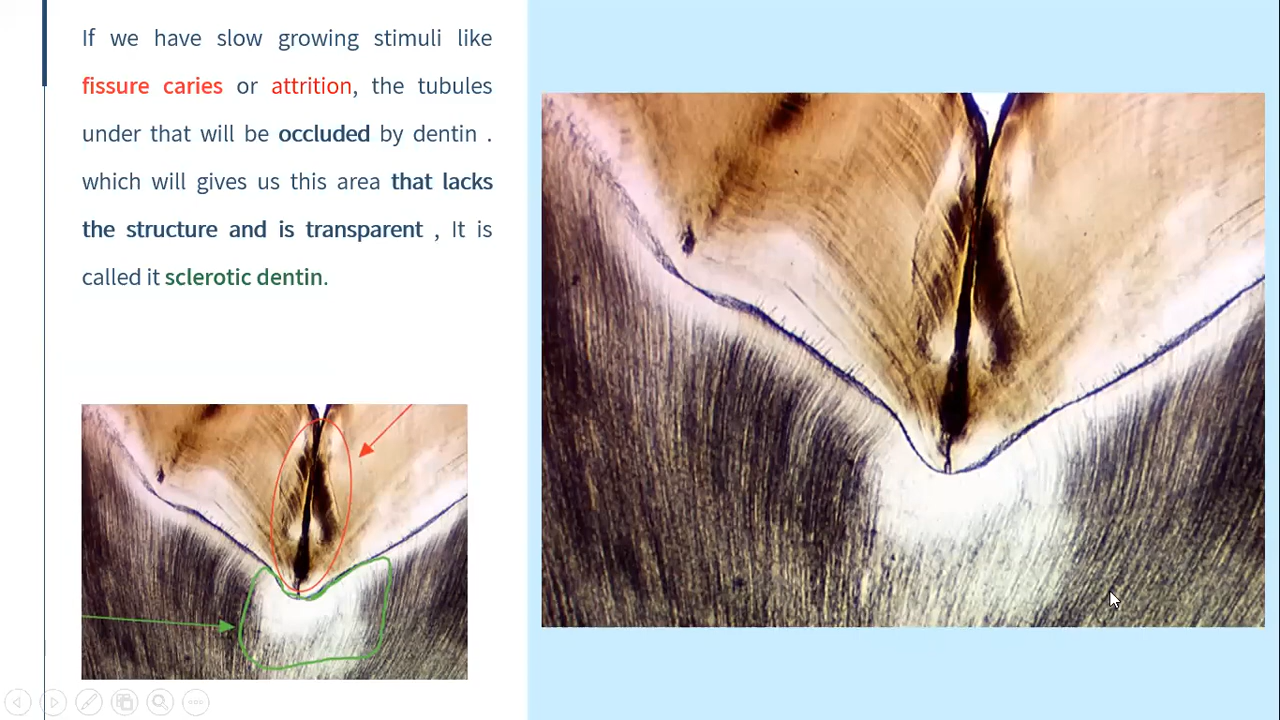 If we have slow growing stimuli like
fissure caries or attrition, the tubules
under that will be occluded by dentin .
which will gives us this area that lacks
the structure and is transparent , It is
called it sclerotic dentin.